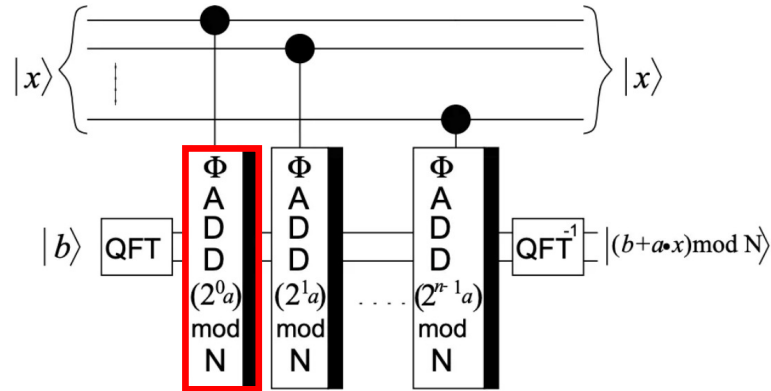 |x⟩
|x⟩
|b⟩
QFT
Φ
A
D
D
(2⁰a)
mod
N
Φ
A
D
D
(2¹a)
mod
N
....
Φ
A
D
D
(2ⁿ⁻¹a)
mod
N
QFT⁻¹
|(b+a•x)mod N⟩